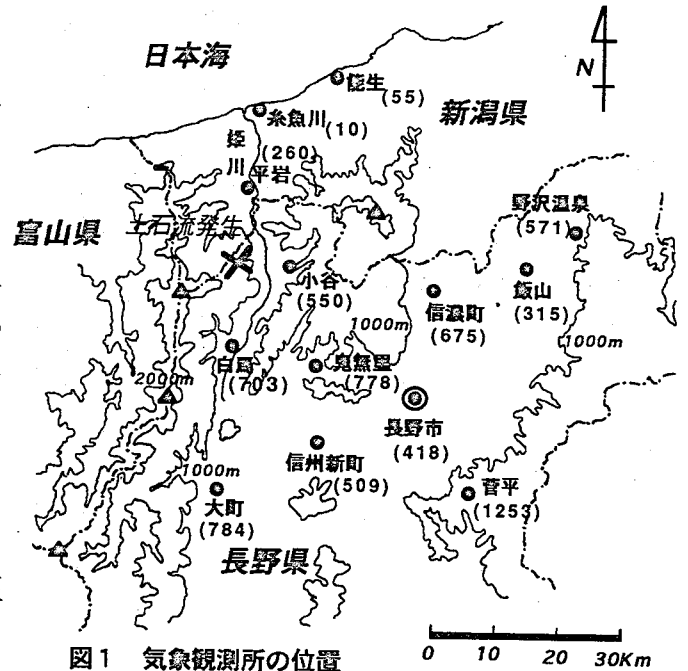 日本海
N
能生
(55)
糸魚川
(10)
新潟県
姫川
(260)
平岩
富山県
土石流発生
野沢温泉
(571)
小谷
(550)
飯山
(315)
信濃町
(675)
1000m
1000m
白馬
(703)
鬼無里
(778)
2000m
長野市
(418)
信州新町
(509)
1000m
大町
(784)
菅平
(1253)
長野県
0 10 20 30Km
図1 気象観測所の位置